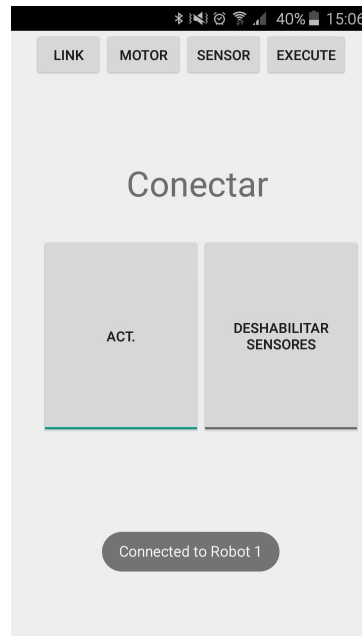 40% 15:06
LINK MOTOR SENSOR EXECUTE
Conectar
ACT.
DESHABILITAR
SENSORES
Connected to Robot 1